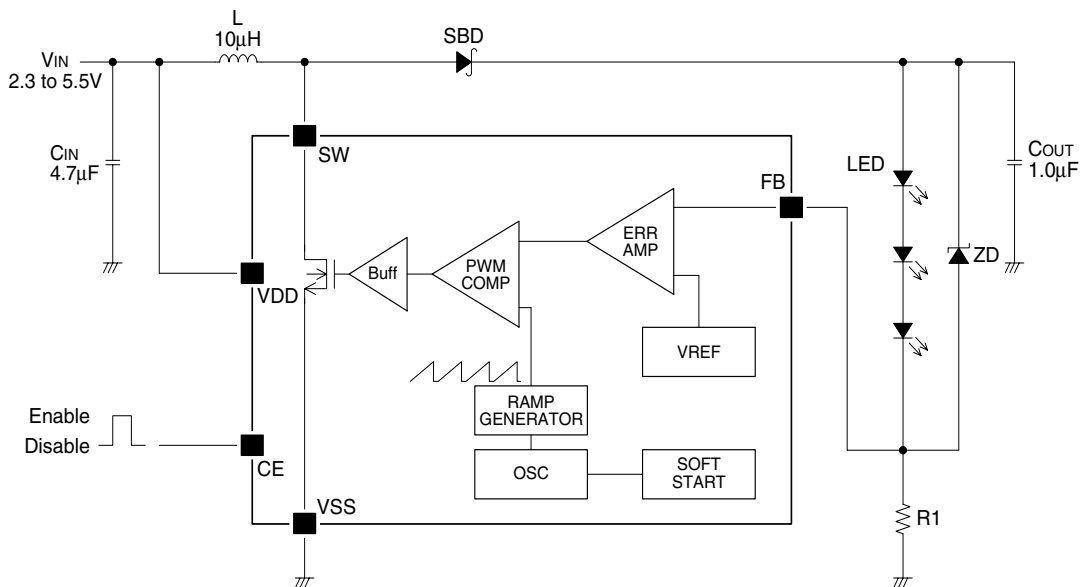 L
10μH
SBD
VIN
2.3 to 5.5V
SW
CIN
4.7μF
COUT
1.0μF
LED
FB
ERR
AMP
PWM
COMP
Buff
VDD
ZD
VREF
RAMP
GENERATOR
Enable
Disable
CE
OSC
SOFT
START
VSS
R1